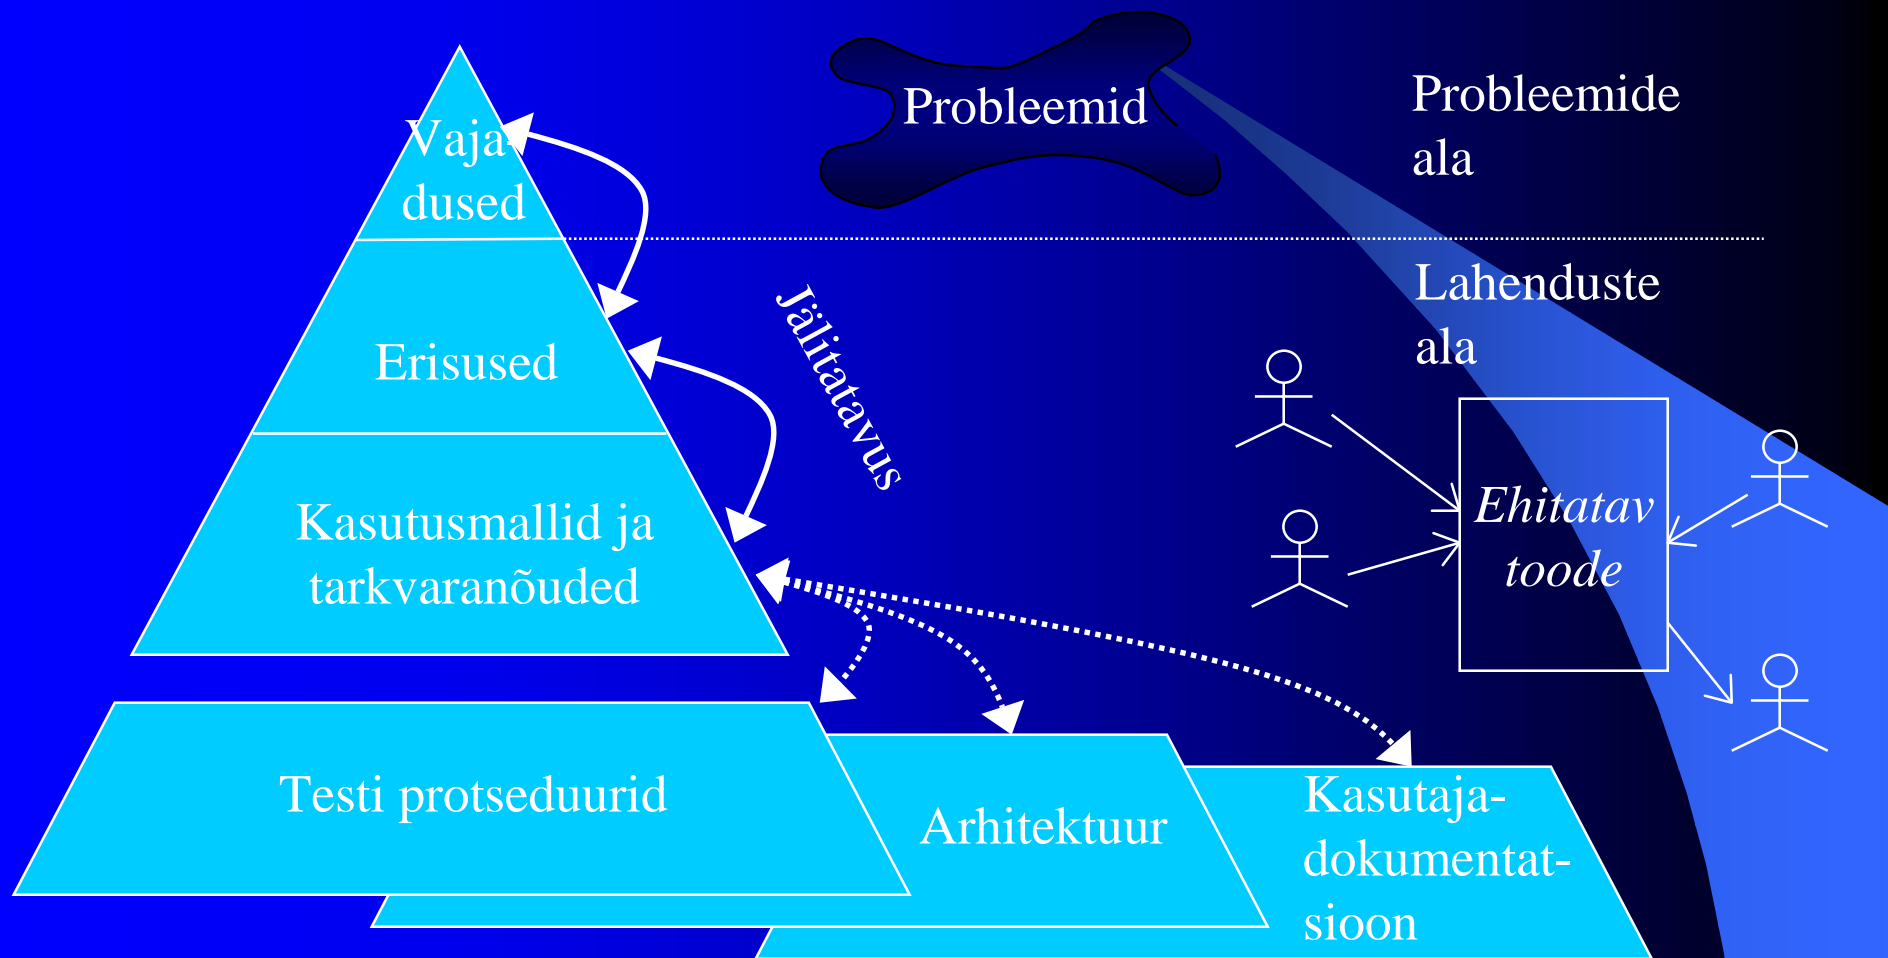 Probleemid
Probleemide
ala
Vaja-
dused
Lahenduste
ala
Jälitatavus
Erisused
Ehitatav
toode
Kasutusmallid ja
tarkvaranõuded
Testi protseduurid
Arhitektuur
Kasutaja-
dokumentat-
sioon